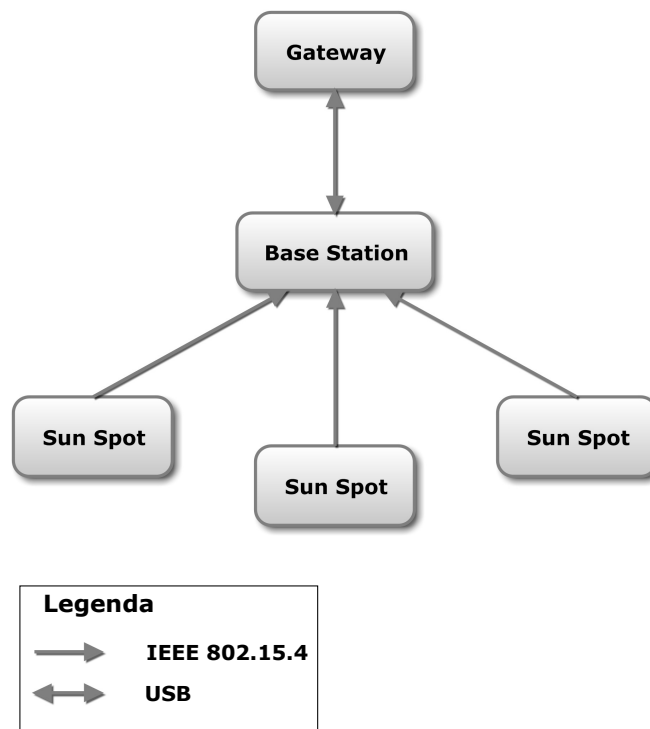 Gateway
Base Station
Sun Spot
Sun Spot
Sun Spot
Legenda
IEEE 802.15.4
USB